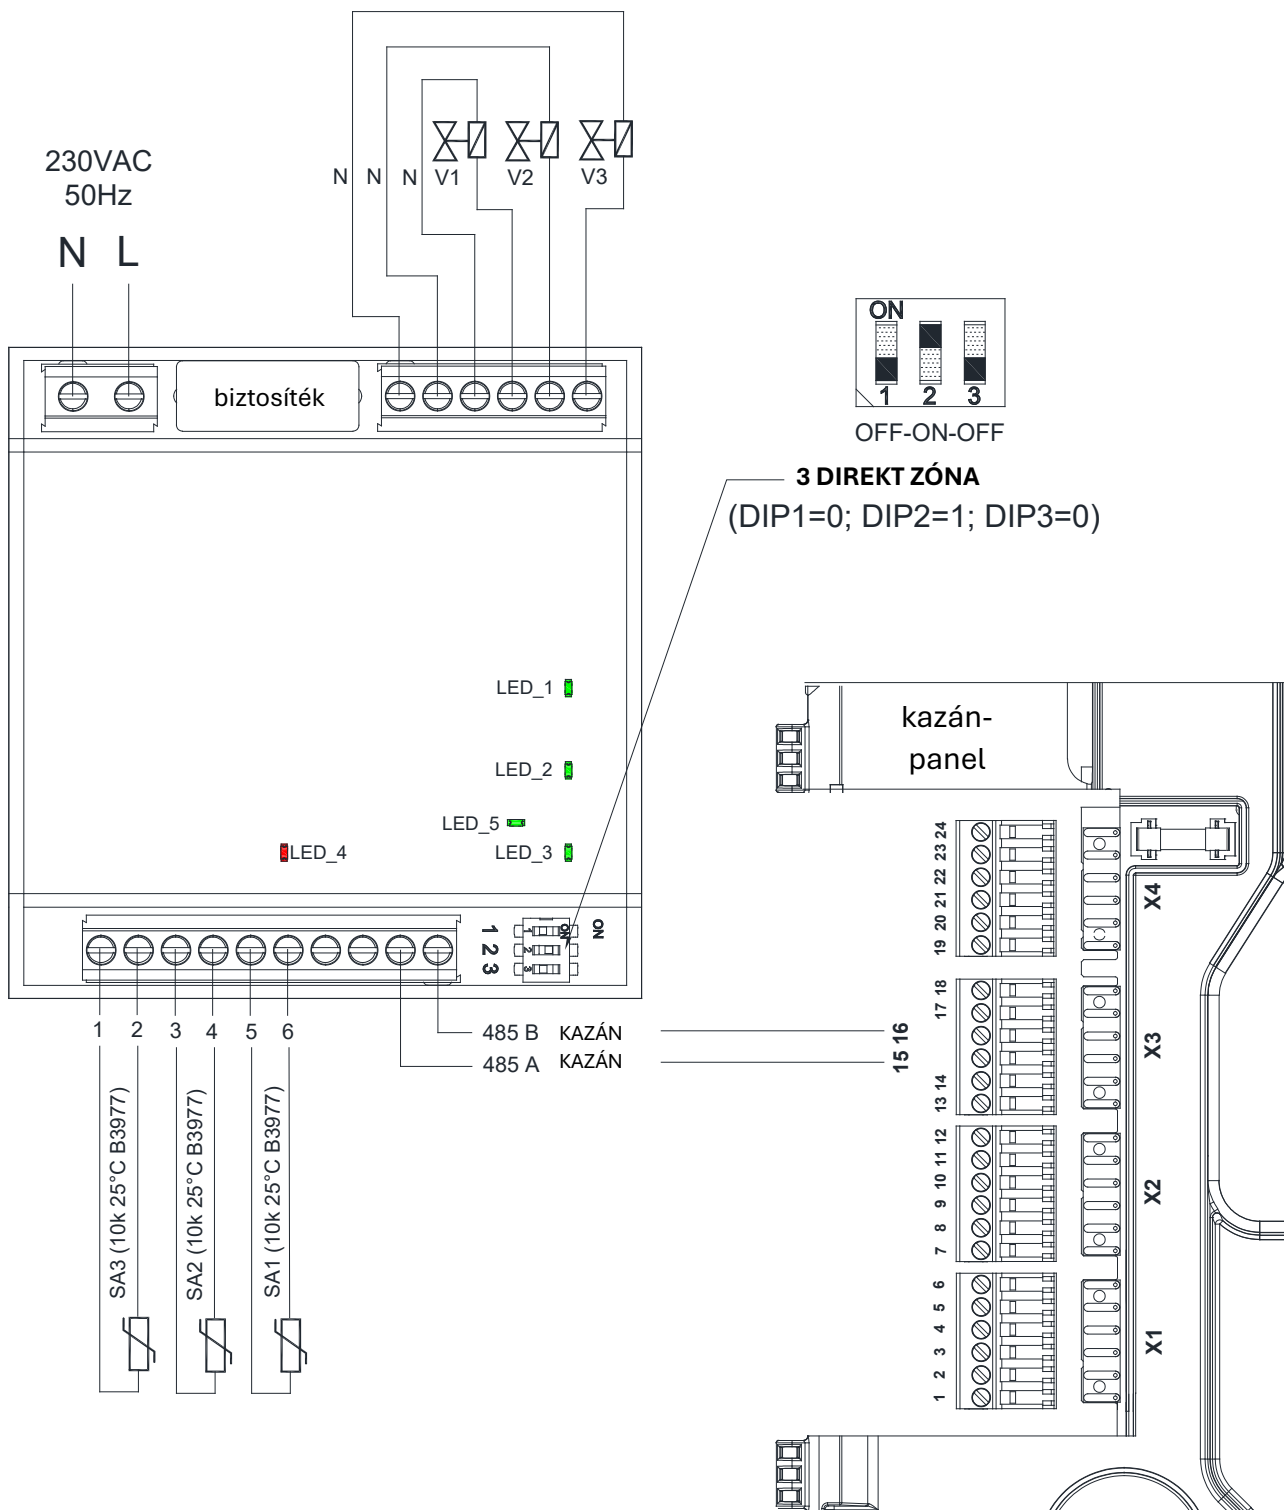 230VAC
50Hz
N L
N N N V1 V2 V3
biztosíték
ON
1 2 3
OFF-ON-OFF
3 DIREKT ZÓNA
(DIP1=0; DIP2=1; DIP3=0)
LED_1
LED_2
LED_5
LED_4 LED_3
1 2 3
1 2 3
ON
ON
1 2 3 4 5 6
485 B KAZÁN
485 A KAZÁN
SA3 (10k 25°C B3977)
SA2 (10k 25°C B3977)
SA1 (10k 25°C B3977)
kazán-
panel
19 20 21 22 23 24
X4
15 16
13 14 17 18
X3
7 8 9 10 11 12
X2
1 2 3 4 5 6
X1